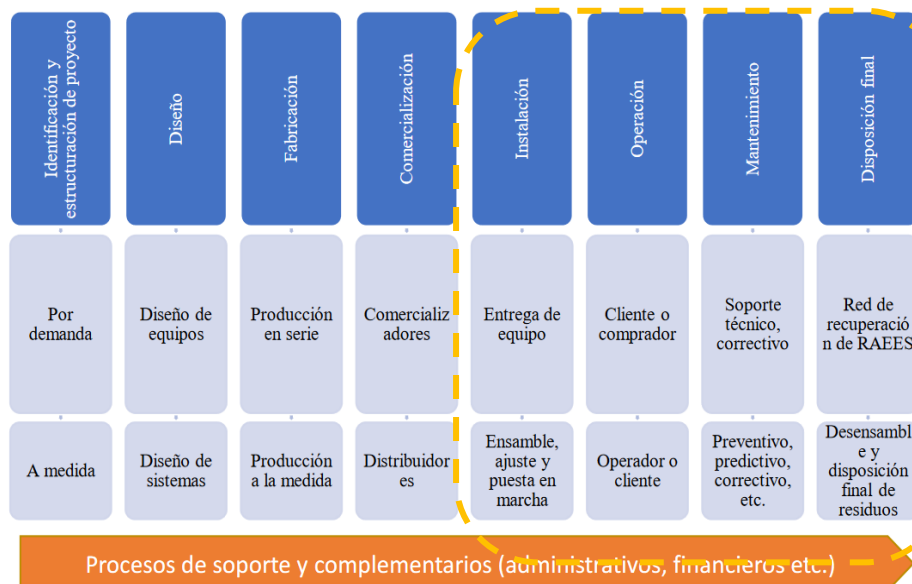 Identificación y
estructuración de proyecto
Diseño
Fabricación
Comercialización
Instalación
Operación
Mantenimiento
Disposición final
Por
demanda
Diseño de
equipos
Producción
en serie
Comercializ
adores
Entrega de
equipo
Cliente o
comprador
Soporte
técnico,
correctivo
Red de
recuperació
n de RAEES
A medida
Diseño de
sistemas
Producción
a la medida
Distribuidor
es
Ensamble,
ajuste y
puesta en
marcha
Operador o
cliente
Preventivo,
predictivo,
correctivo,
etc.
Desensambl
e y
disposición
final de
residuos
Procesos de soporte y complementarios (administrativos, financieros etc.)